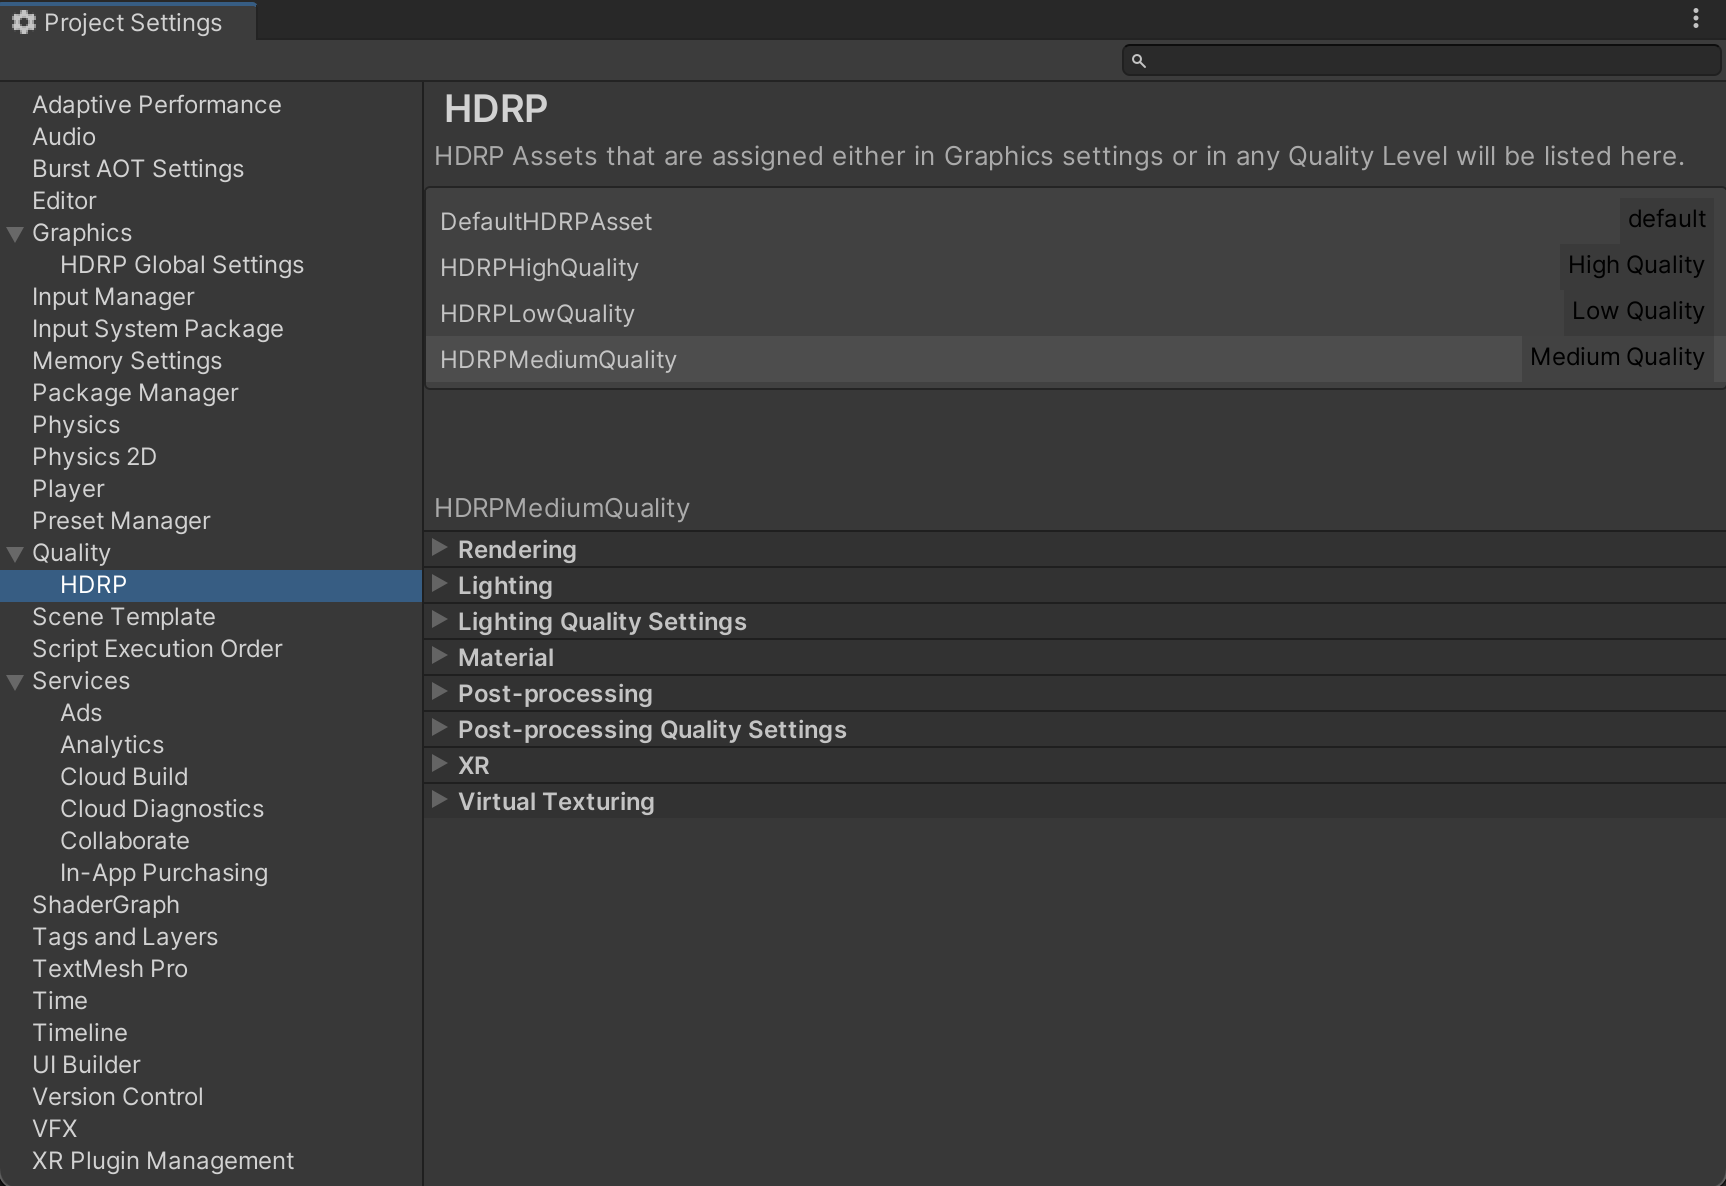 Project Settings
Adaptive Performance
Audio
Burst AOT Settings
Editor
Graphics
HDRP Global Settings
Input Manager
Input System Package
Memory Settings
Package Manager
Physics
Physics 2D
Player
Preset Manager
Quality
HDRP
Scene Template
Script Execution Order
Services
Ads
Analytics
Cloud Build
Cloud Diagnostics
Collaborate
In-App Purchasing
ShaderGraph
Tags and Layers
TextMesh Pro
Time
Timeline
UI Builder
Version Control
VFX
XR Plugin Management
HDRP
HDRP Assets that are assigned either in Graphics settings or in any Quality Level will be listed here.
DefaultHDRPAsset default
HDRPHighQuality High Quality
HDRPLowQuality Low Quality
HDRPMediumQuality Medium Quality
HDRPMediumQuality
Rendering
Lighting
Lighting Quality Settings
Material
Post-processing
Post-processing Quality Settings
XR
Virtual Texturing